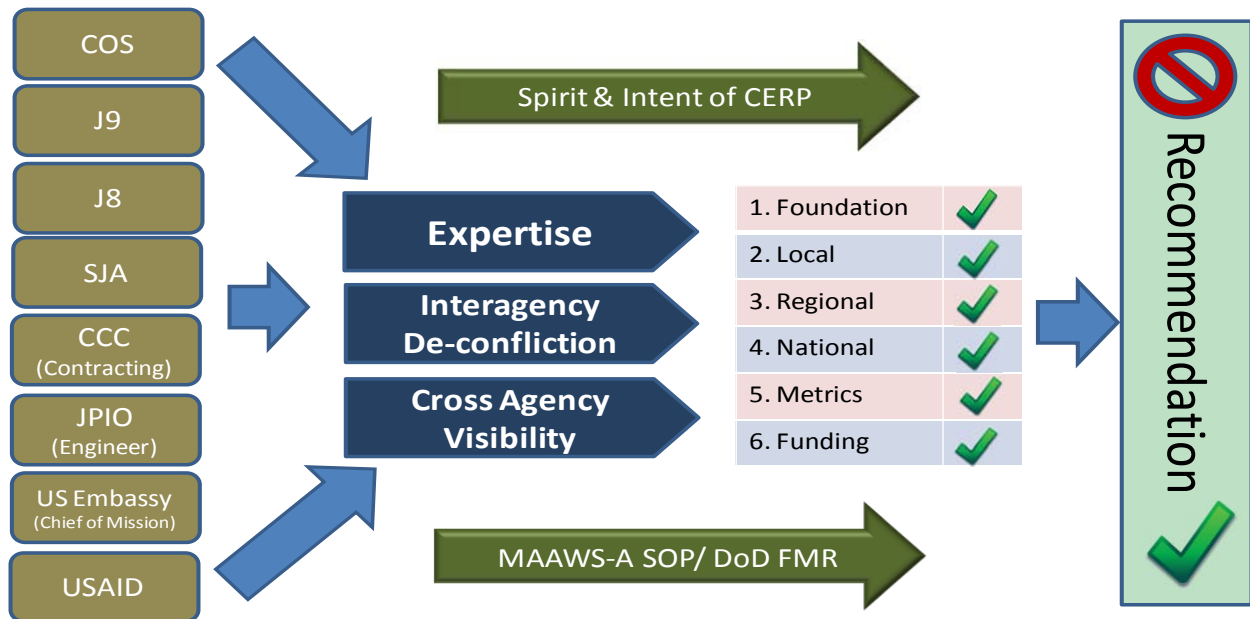 COS
J9
J8
SJA
CCC
(Contracting)
JPIO
(Engineer)
US Embassy
(Chief of Mission)
USAID
Spirit & Intent of CERP
Expertise
Interagency
De-confliction
Cross Agency
Visibility
MAAWS-A SOP/ DoD FMR
1. Foundation
2. Local
3. Regional
4. National
5. Metrics
6. Funding
Recommendation